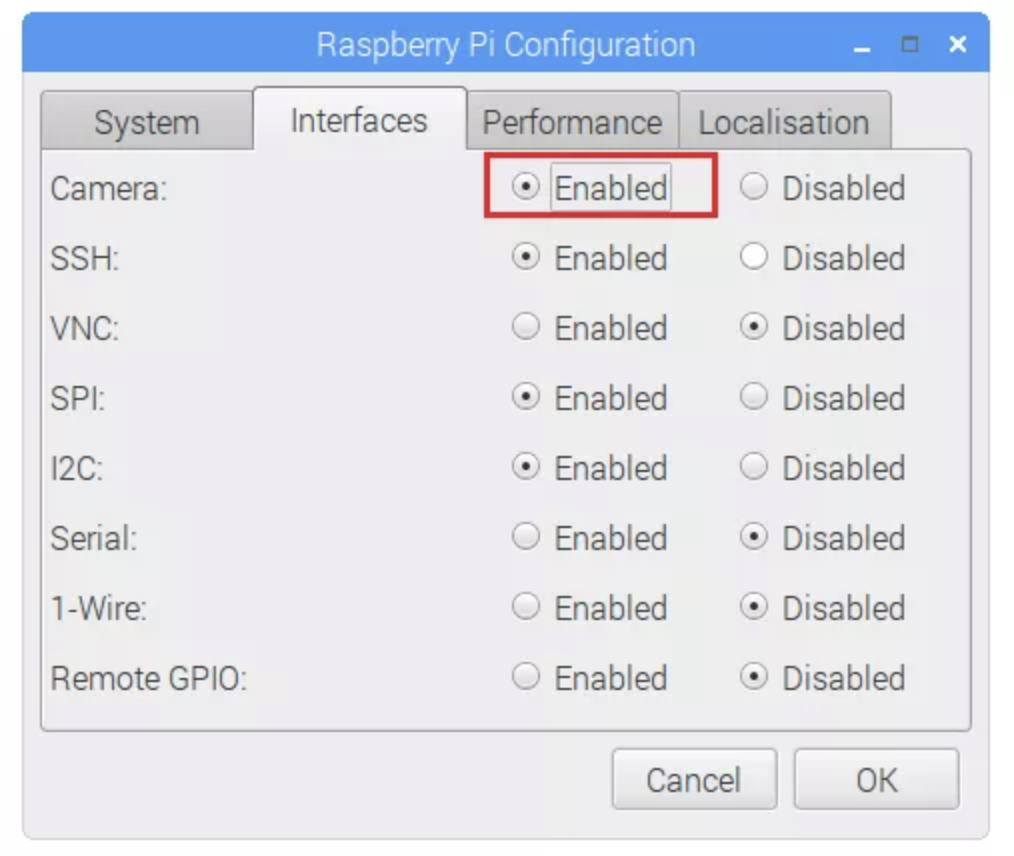 Raspberry Pi Configuration
System Interfaces Performance Localisation
Camera: Enabled Disabled
SSH: Enabled Disabled
VNC: Enabled Disabled
SPI: Enabled Disabled
I2C: Enabled Disabled
Serial: Enabled Disabled
1-Wire: Enabled Disabled
Remote GPIO: Enabled Disabled
Cancel OK